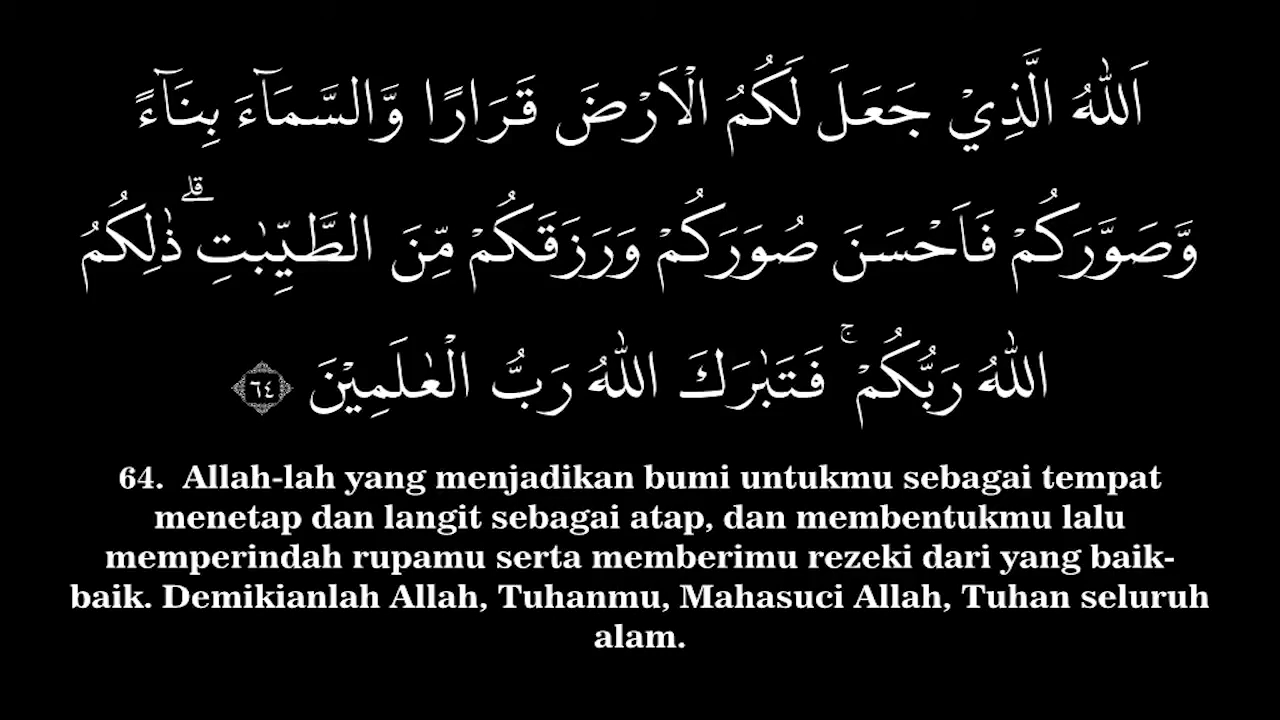 اَللّٰهُ الَّذِيْ جَعَلَ لَكُمُ الْاَرْضَ قَرَارًا وَّالسَّمَاۤءَ بِنَاۤءً
وَّصَوَّرَكُمْ فَاَحْسَنَ صُوَرَكُمْ وَرَزَقَكُمْ مِّنَ الطَّيِّبٰتِ ۗ ذٰلِكُمُ
اللّٰهُ رَبُّكُمْ ۚ فَتَبٰرَكَ اللّٰهُ رَبُّ الْعٰلَمِيْنَ ٦٤
64. Allah-lah yang menjadikan bumi untukmu sebagai tempat
menetap dan langit sebagai atap, dan membentukmu lalu
memperindah rupamu serta memberimu rezeki dari yang baik-
baik. Demikianlah Allah, Tuhanmu, Mahasuci Allah, Tuhan seluruh
alam.